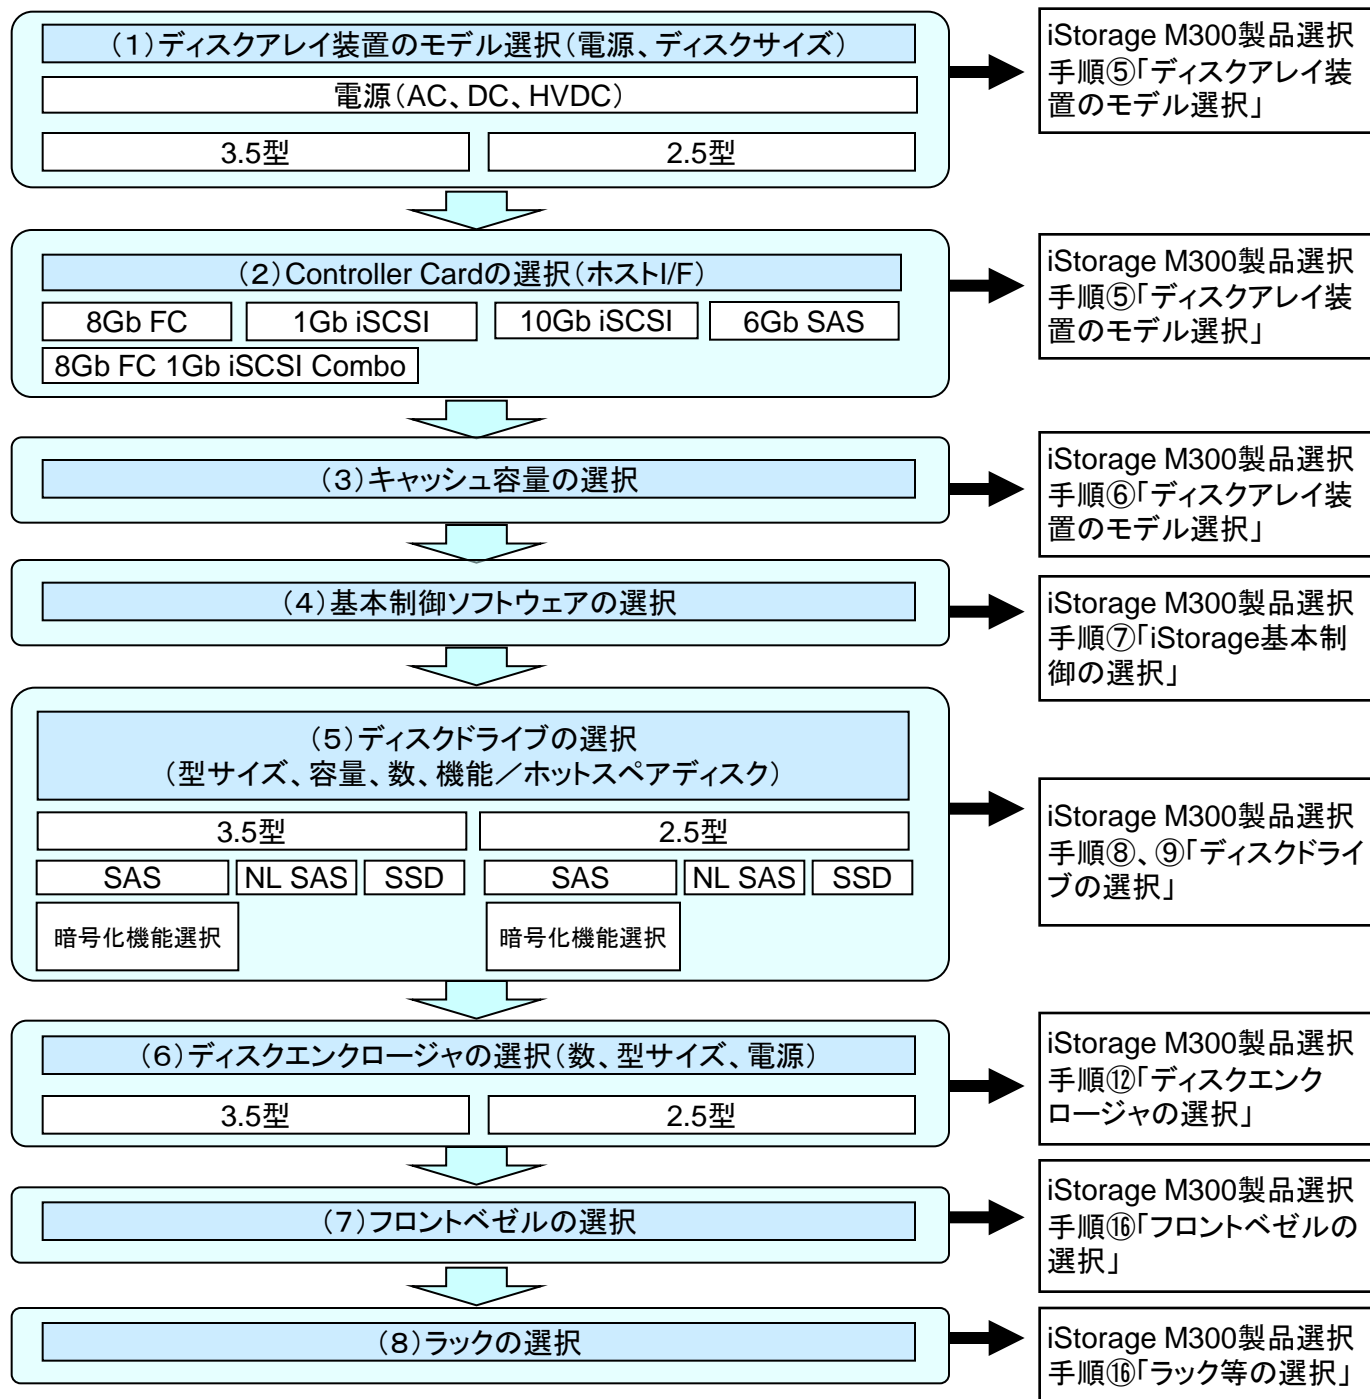 (1)ディスクアレイ装置のモデル選択(電源、ディスクサイズ)
電源(AC、DC、HVDC)
3.5型
2.5型
iStorage M300製品選択
手順⑤「ディスクアレイ装
置のモデル選択」
(2)Controller Cardの選択(ホストI/F)
8Gb FC
1Gb iSCSI
10Gb iSCSI
6Gb SAS
8Gb FC 1Gb iSCSI Combo
iStorage M300製品選択
手順⑤「ディスクアレイ装
置のモデル選択」
(3)キャッシュ容量の選択
iStorage M300製品選択
手順⑥「ディスクアレイ装
置のモデル選択」
(4)基本制御ソフトウェアの選択
iStorage M300製品選択
手順⑦「iStorage基本制
御の選択」
(5)ディスクドライブの選択
(型サイズ、容量、数、機能/ホットスペアディスク)
3.5型
2.5型
SAS
NL SAS
SSD
SAS
NL SAS
SSD
暗号化機能選択
暗号化機能選択
iStorage M300製品選択
手順⑧、⑨「ディスクドライ
ブの選択」
(6)ディスクエンクロージャの選択(数、型サイズ、電源)
3.5型
2.5型
iStorage M300製品選択
手順⑫「ディスクエンク
ロージャの選択」
(7)フロントベゼルの選択
iStorage M300製品選択
手順⑯「フロントベゼルの
選択」
(8)ラックの選択
iStorage M300製品選択
手順⑯「ラック等の選択」